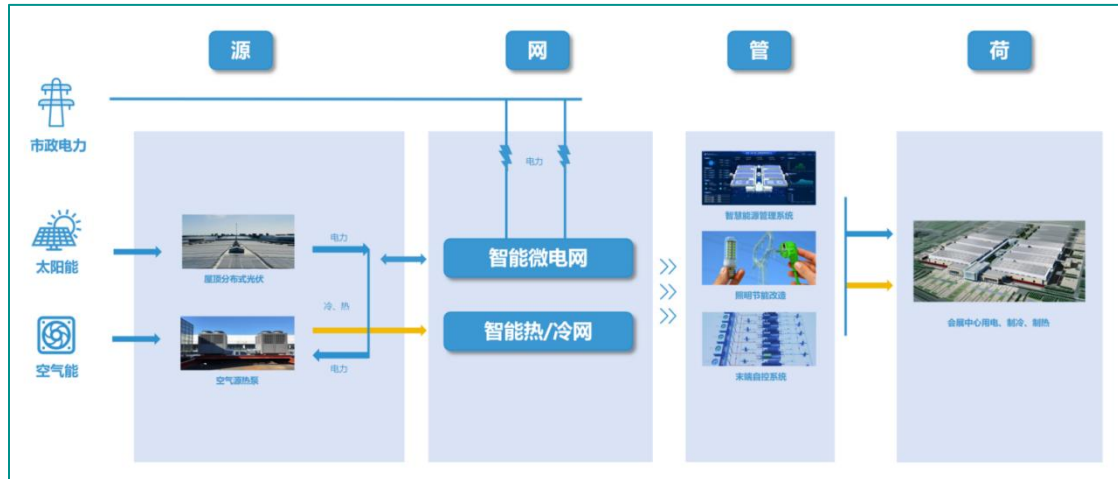 源
网
管
荷
市政电力
电力
智慧能源管理系统
太阳能
电力
屋顶分布式光伏
智能微电网
照明节能改造
冷、热
智能热/冷网
会展中心用电、制冷、制热
空气能
电力
空气源热泵
末端自控系统